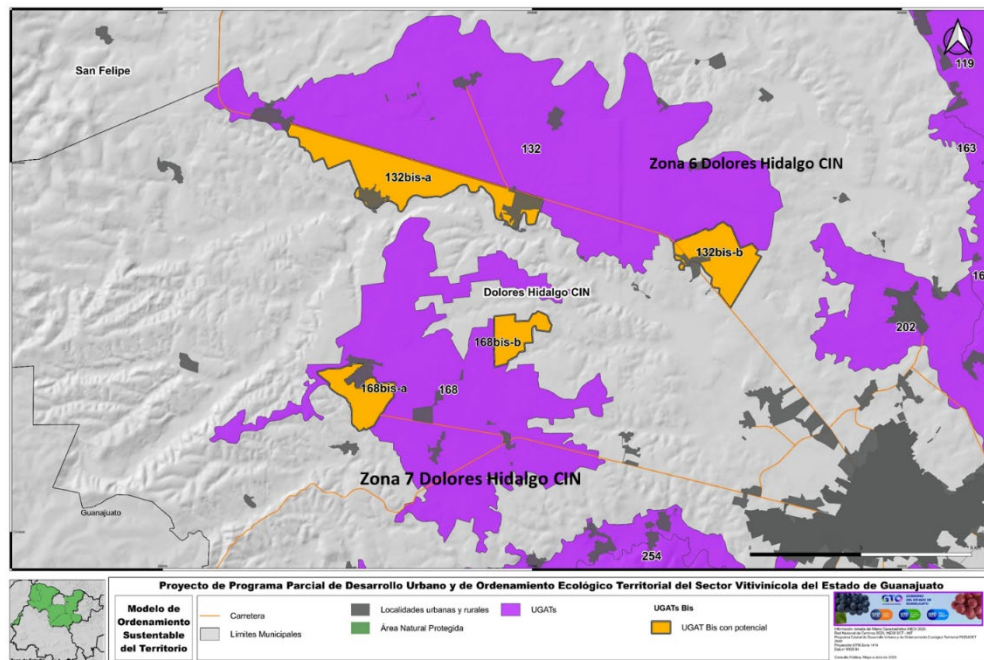 San Felipe
119
163
132
Zona 6 Dolores Hidalgo CIN
132bis-a
132bis-b
16
Dolores Hidalgo CIN
202
168bis-b
168bis-a
168
Zona 7 Dolores Hidalgo CIN
Guanajuato
254
Proyecto de Programa Parcial de Desarrollo Urbano y de Ordenamiento Ecológico Territorial del Sector Vitivinícola del Estado de Guanajuato
Modelo de
Ordenamiento
Sustentable
del Territorio
Carretera
Límites Municipales
Localidades urbanas y rurales
Área Natural Protegida
UGATs
UGATs Bis
UGAT Bis con potencial
GTO